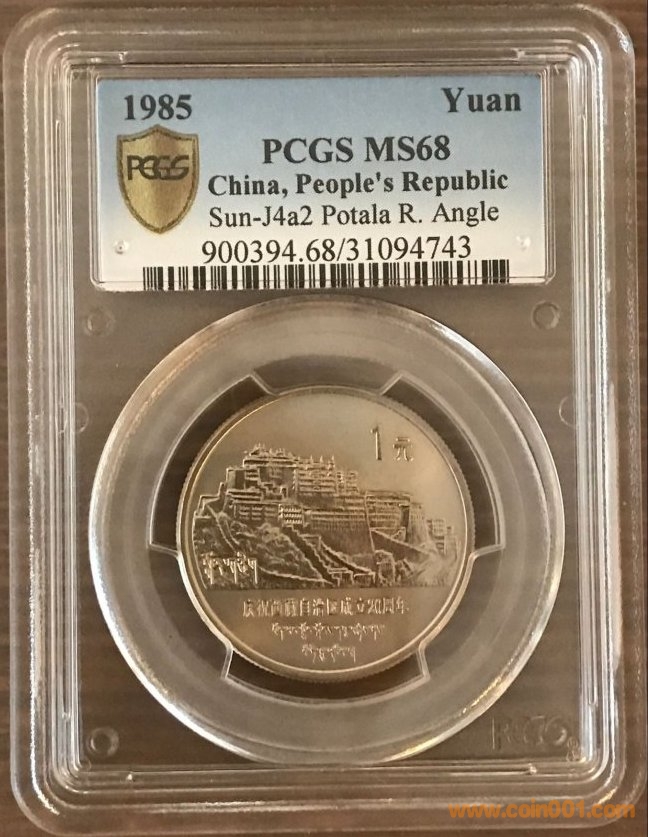 1985 Yuan
PCGS
PCGS MS68
China, People's Republic
Sun-J4a2 Potala R. Angle
900394.68/31094743
1元
庆祝西藏自治区成立20周年
PCGS
www.coin001.com